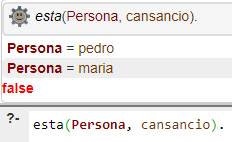 esta(Persona, cansancio).
Persona = pedro
Persona = maria
false
?- esta(Persona, cansancio).